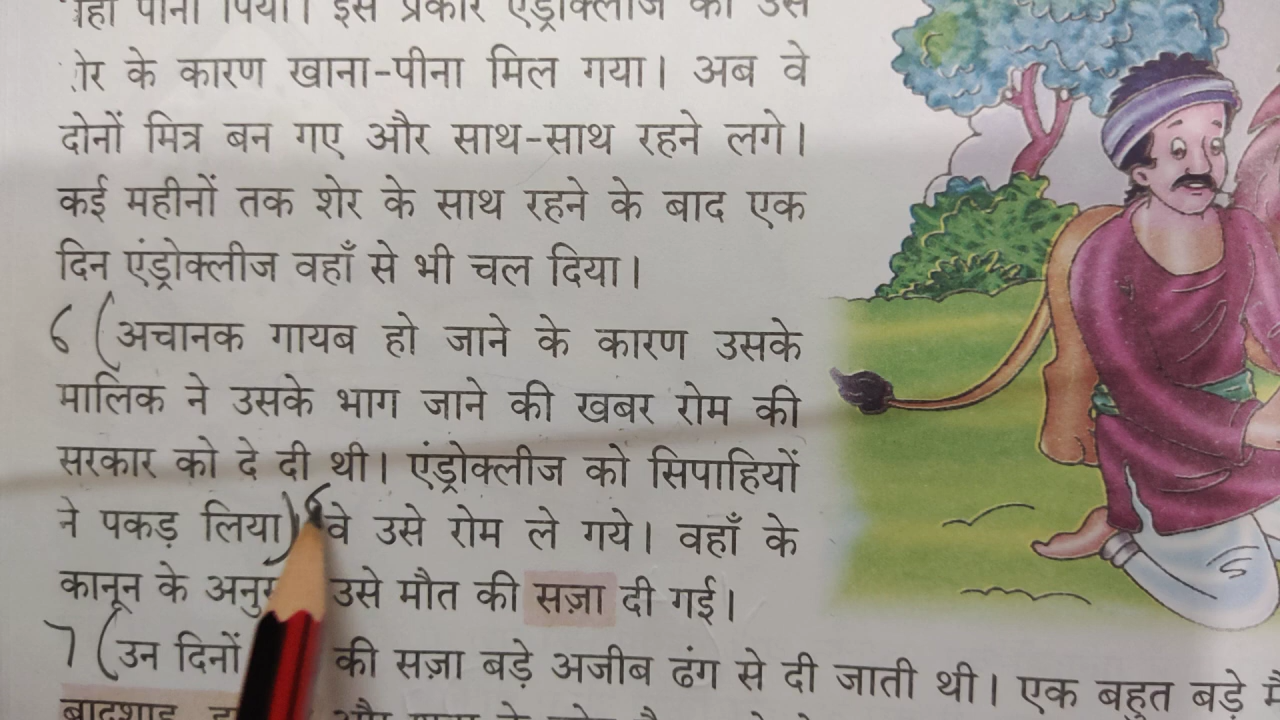 पानी पिया। इस प्रकार एंड्रोक्लीज को उस
के कारण खाना-पीना मिल गया। अब वे
दोनों मित्र बन गए और साथ-साथ रहने लगे।
कई महीनों तक शेर के साथ रहने के बाद एक
दिन एंड्रोक्लीज वहाँ से भी चल दिया।
6 ( अचानक गायब हो जाने के कारण उसके
मालिक ने उसके भाग जाने की खबर रोम की
सरकार को दे दी थी। एंड्रोक्लीज को सिपाहियों
ने पकड़ लिया) वे उसे रोम ले गये। वहाँ के
कानून के उसे मौत की सज़ा दी गई।
7 ( उन दिनों की सज़ा बड़े अजीब ढंग से दी जाती थी। एक बहुत बड़े